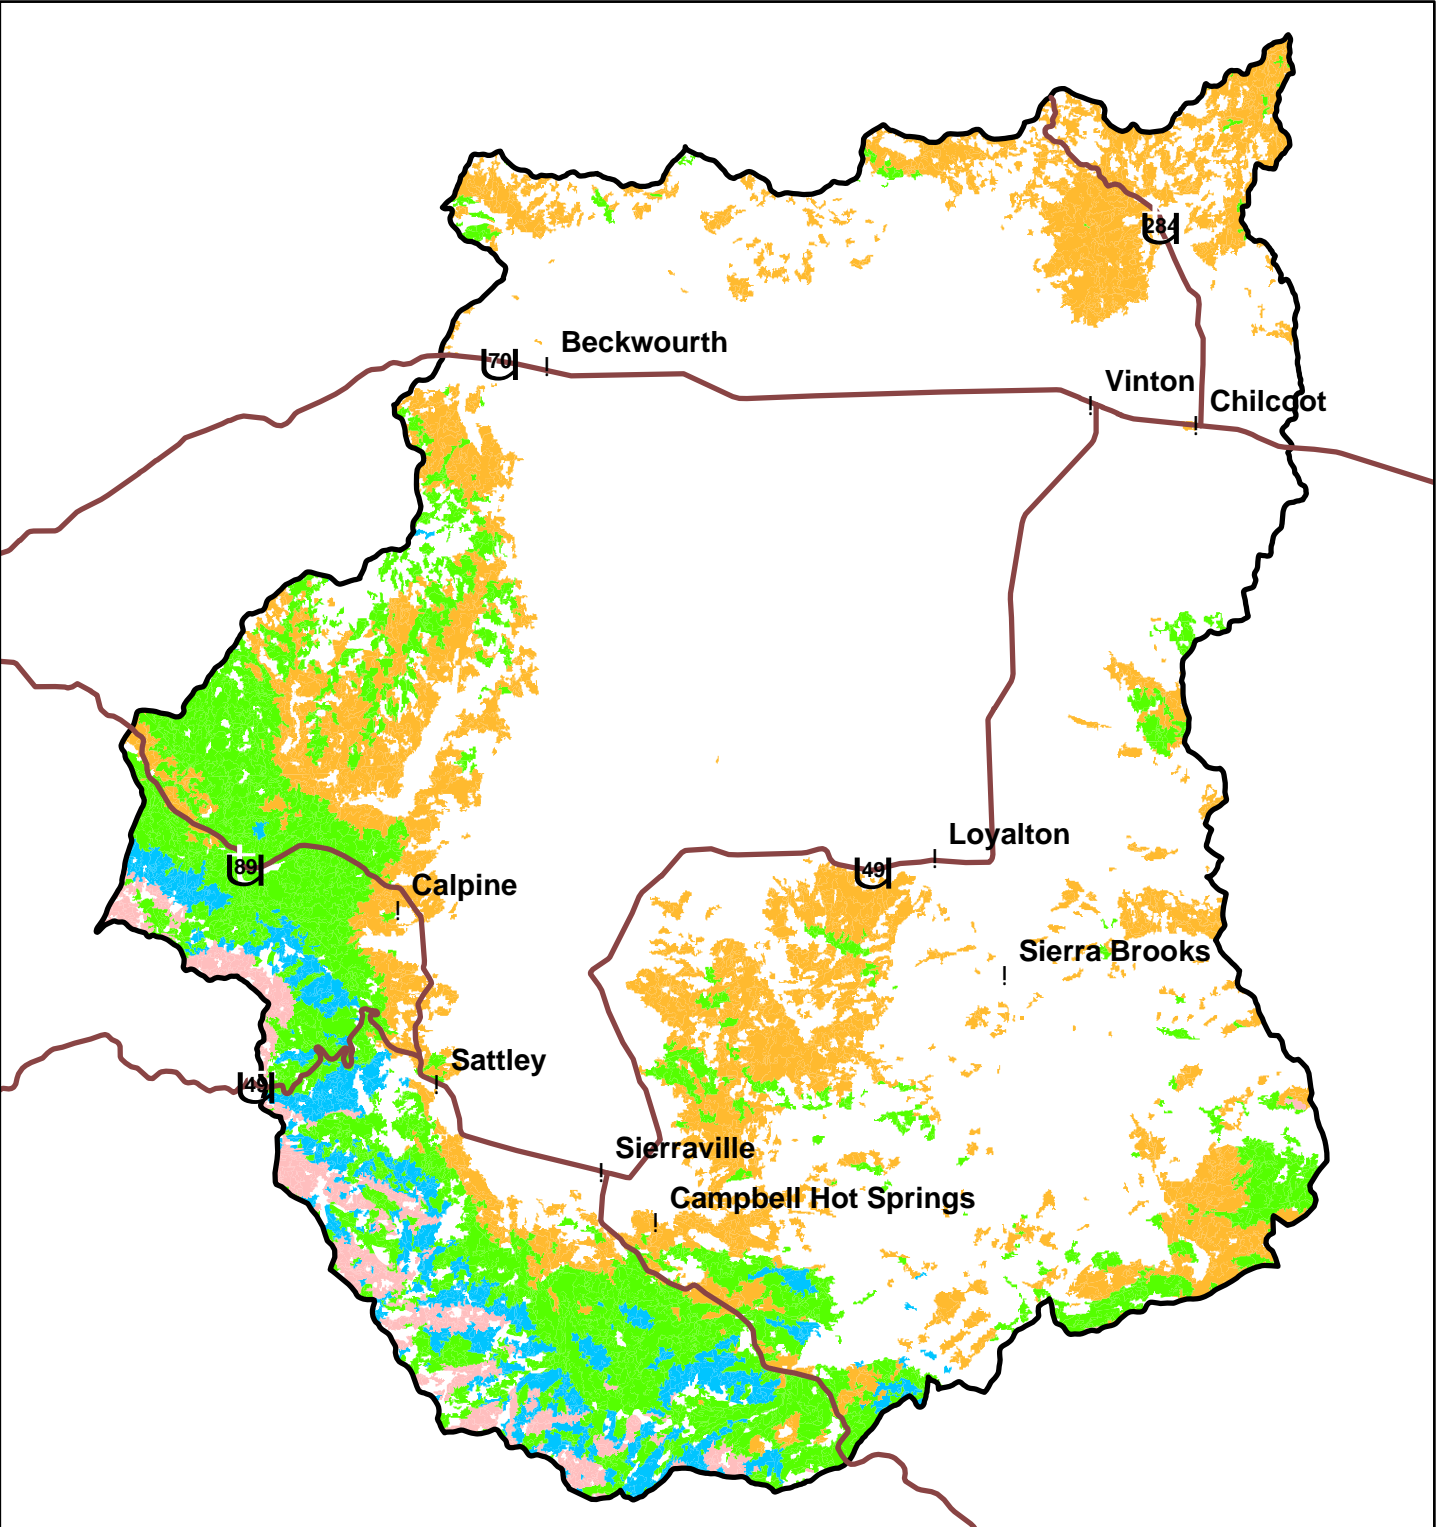 284
Beckwourth
70
Vinton
Chilcoot
Loyalton
89
49
Calpine
Sierra Brooks
Sattley
49
Sierraville
Campbell Hot Springs